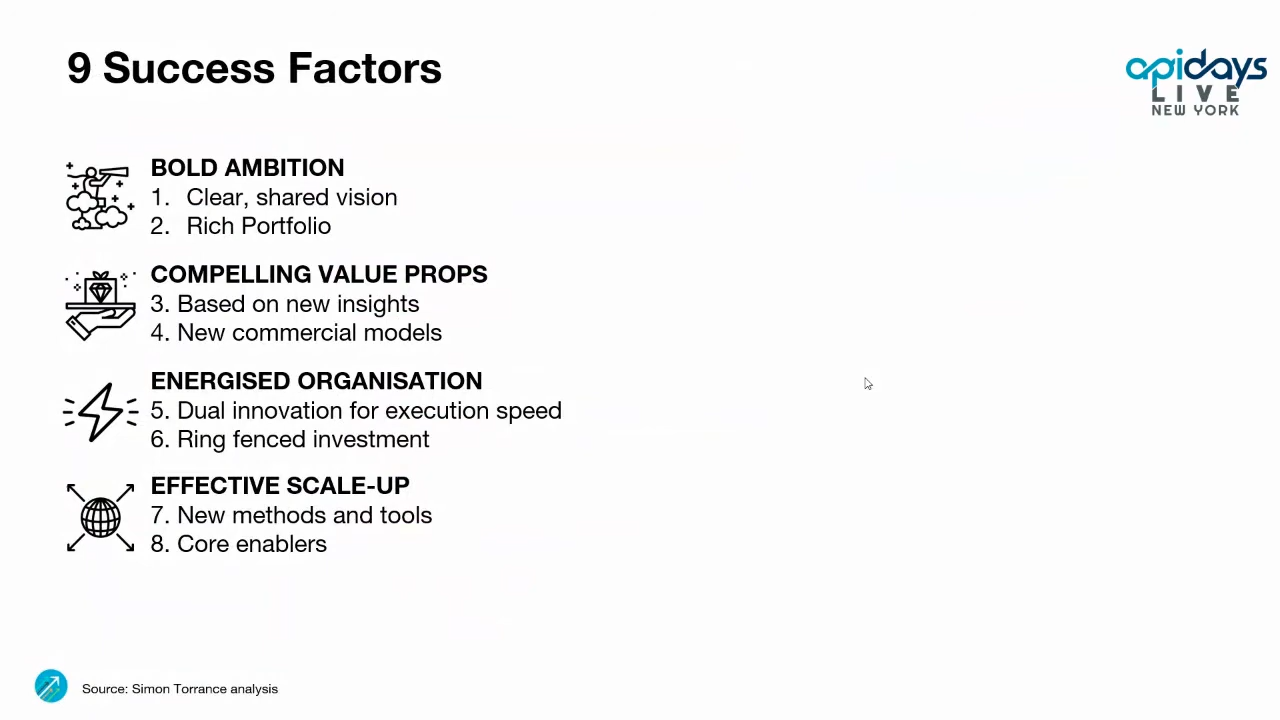 9 Success Factors
apidays
LIVE
NEW YORK
BOLD AMBITION
1. Clear, shared vision
2. Rich Portfolio
COMPELLING VALUE PROPS
3. Based on new insights
4. New commercial models
ENERGISED ORGANISATION
5. Dual innovation for execution speed
6. Ring fenced investment
EFFECTIVE SCALE-UP
7. New methods and tools
8. Core enablers
Source: Simon Torrance analysis